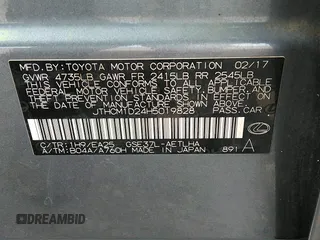 MFD. BY: TOYOTA MOTOR CORPORATION 02/17
GVWR 4735LB GAWR FR 2415LB RR 2545LB
THIS VEHICLE CONFORMS TO ALL APPLICABLE
FEDERAL MOTOR VEHICLE SAFETY, BUMPER, AND
THEFT PREVENTION STANDARDS IN EFFECT ON
THE DATE OF MANUFACTURE SHOWN ABOVE.
JTHCM1D24H5019828
PASS. CAR
C/TR:1H9/EA25 GSE37L-AETLHA
A/TM:B04A/A760H MADE IN JAPAN 891 A
DREAMBID